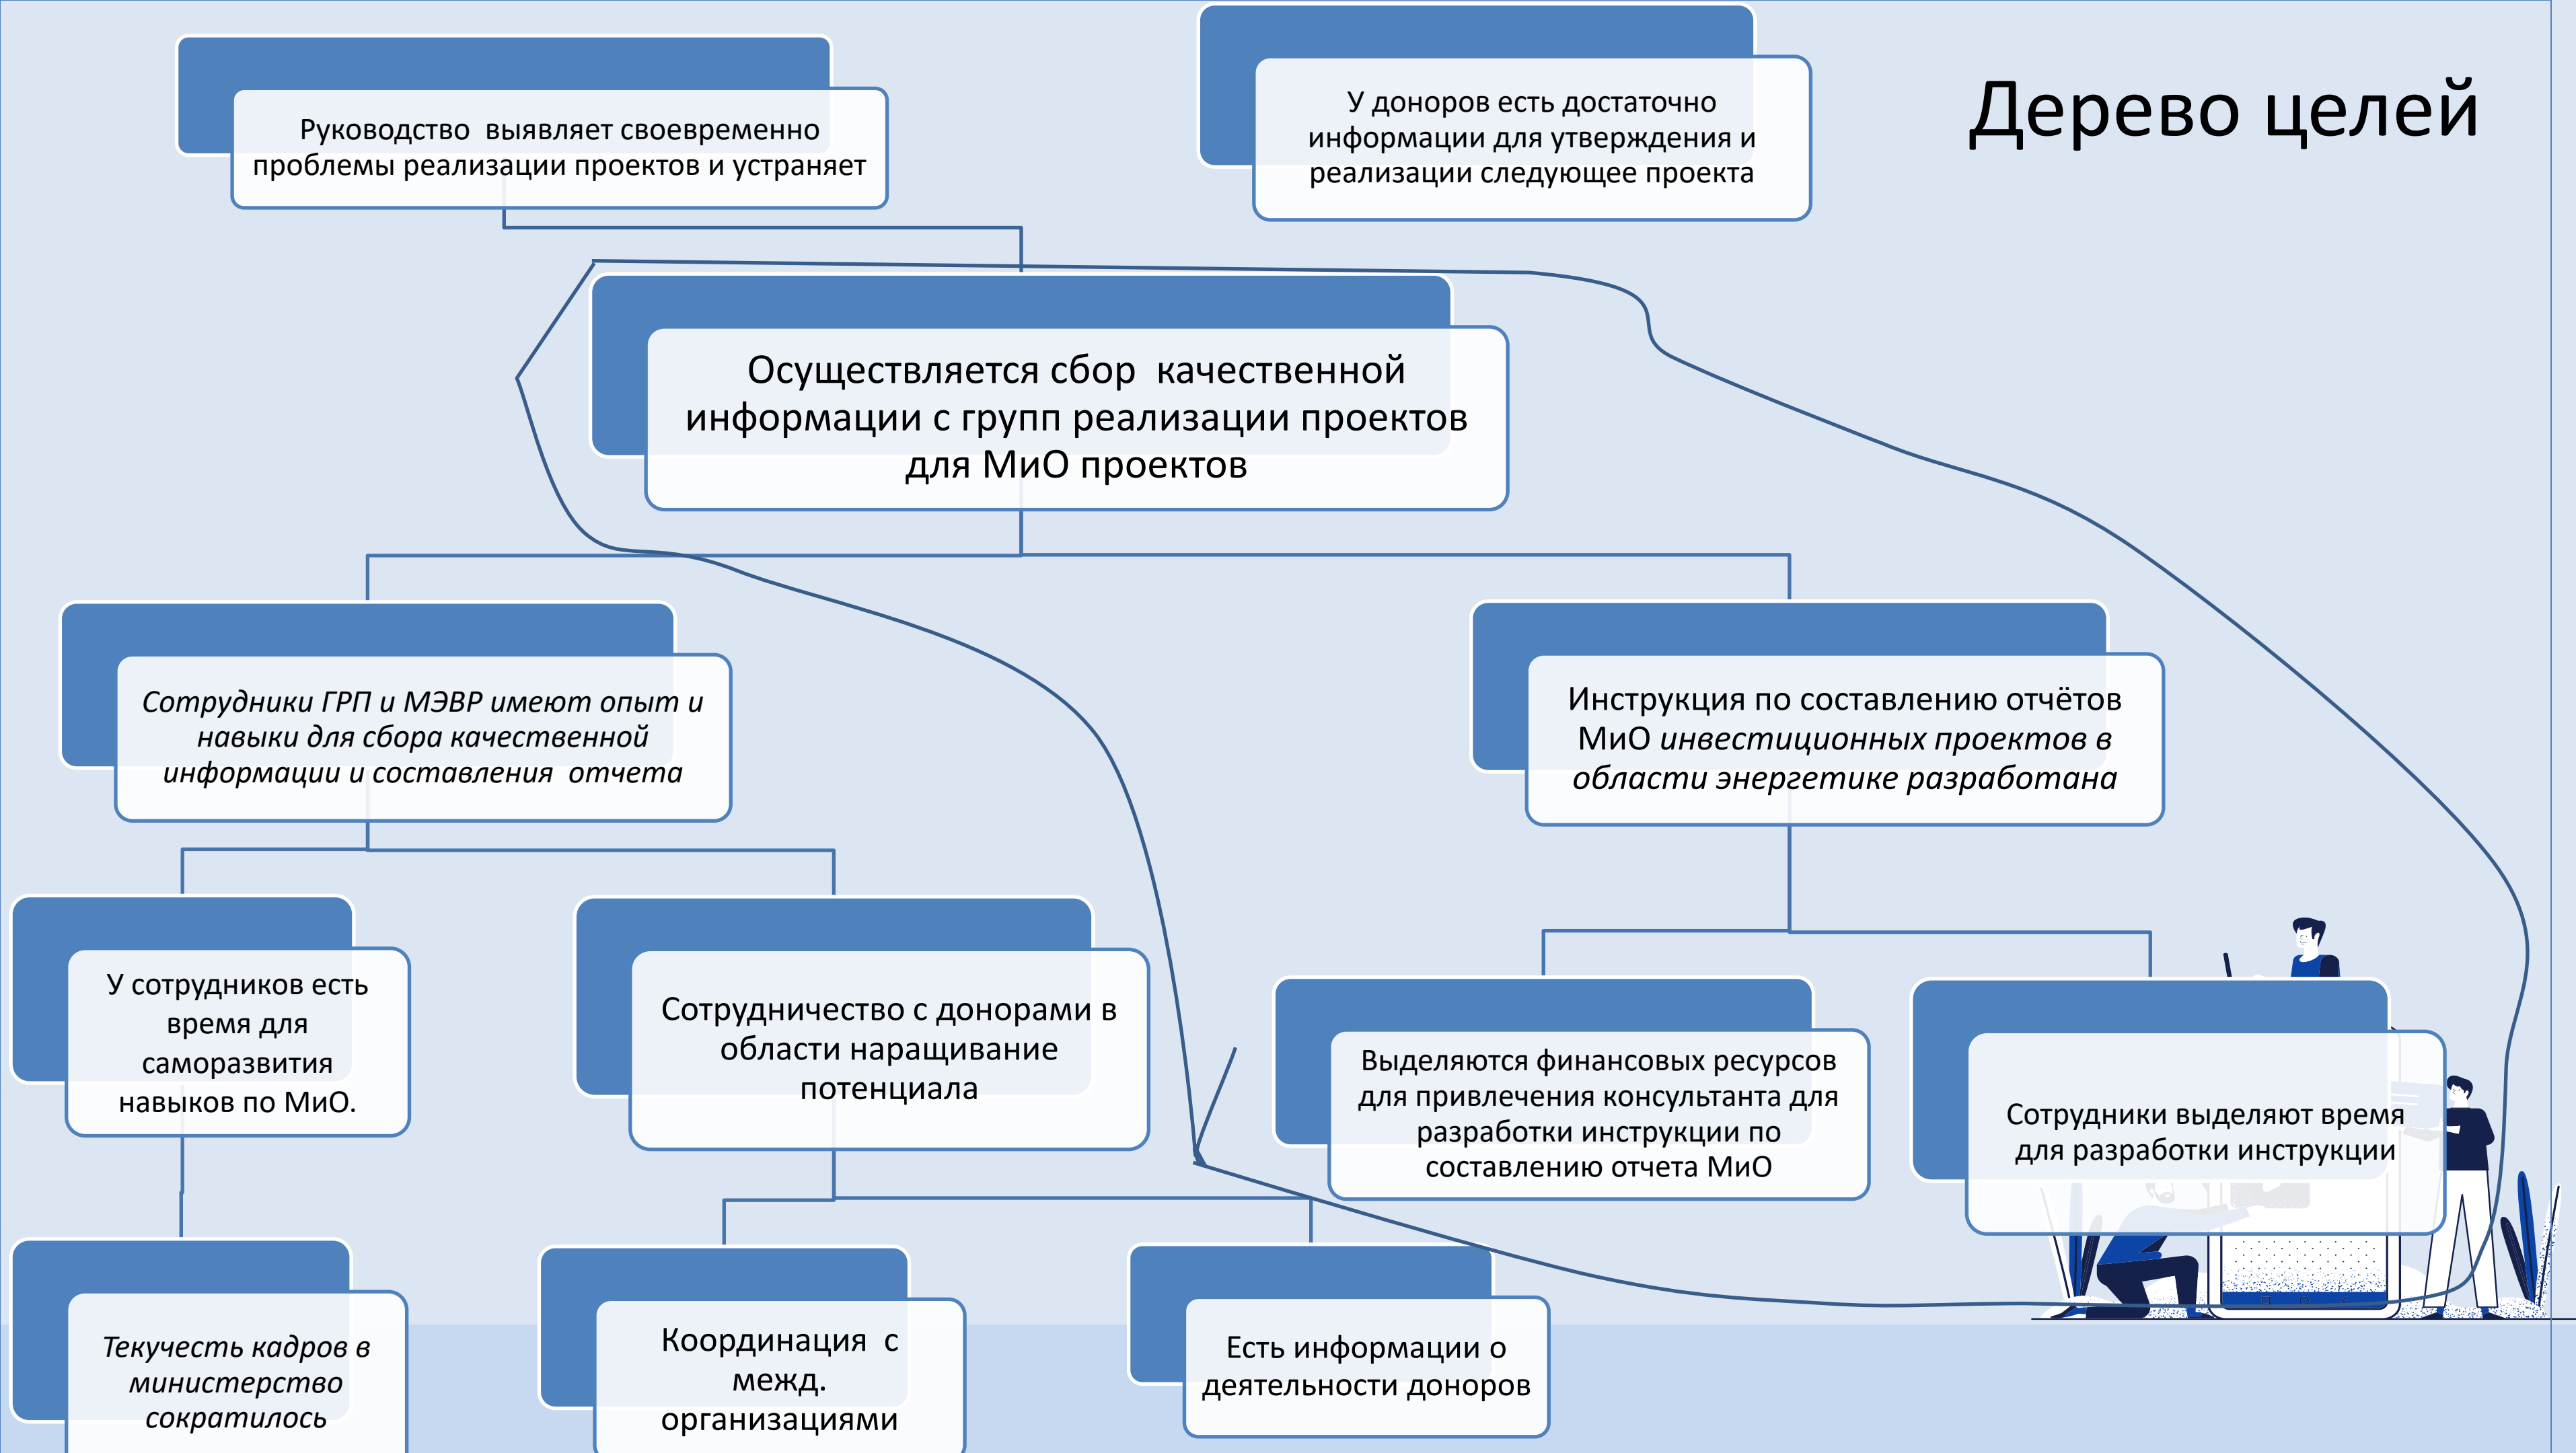 Дерево целей
Руководство  выявляет своевременно
проблемы реализации проектов и устраняет
У доноров есть достаточно
информации для утверждения и
реализации следующее проекта
Осуществляется сбор  качественной
информации с групп реализации проектов
для МиО проектов
Сотрудники ГРП и МЭВР имеют опыт и
навыки для сбора качественной
информации и составления  отчета
Инструкция по составлению отчётов
МиО инвестиционных проектов в
области энергетике разработана
У сотрудников есть
время для
саморазвития
навыков по МиО.
Сотрудничество с донорами в
области наращивание
потенциала
Выделяются финансовых ресурсов
для привлечения консультанта для
разработки инструкции по
составлению отчета МиО
Сотрудники выделяют время
для разработки инструкции
Текучесть кадров в
министерство
сократилось
Координация  с
межд.
организациями
Есть информации о
деятельности доноров